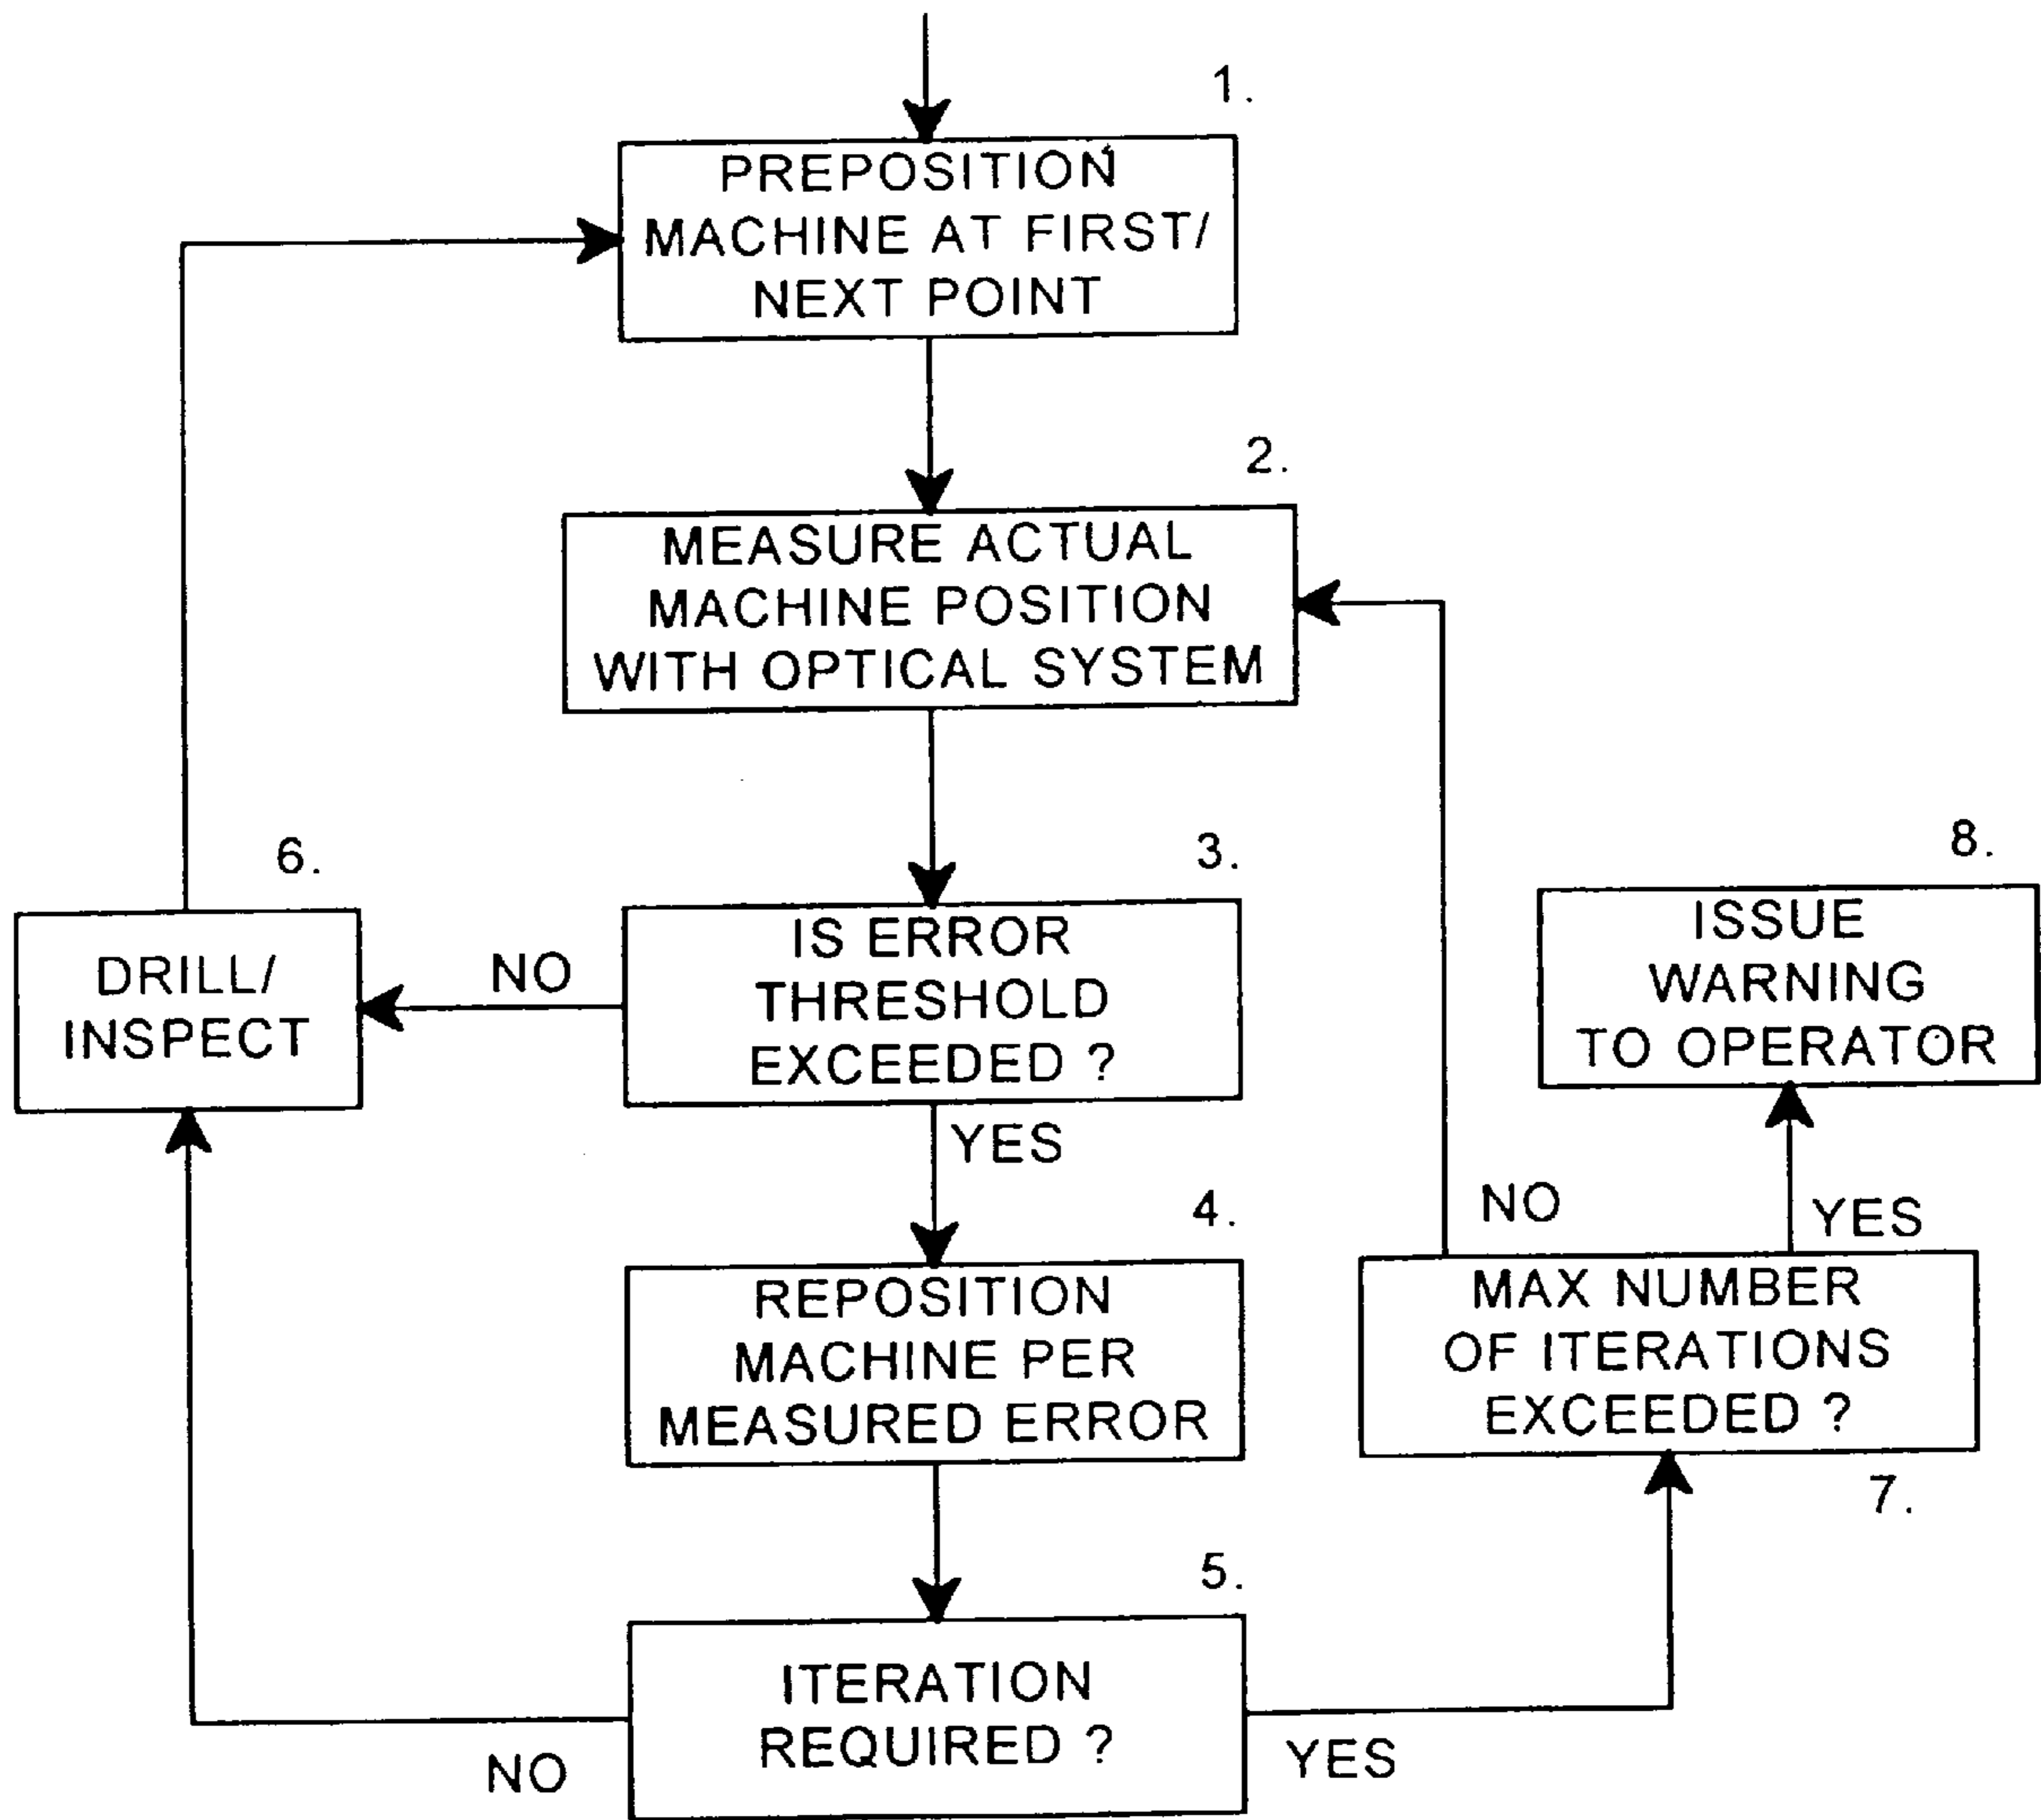 1.
PREPOSITION
MACHINE AT FIRST/
NEXT POINT
2.
MEASURE ACTUAL
MACHINE POSITION
WITH OPTICAL SYSTEM
6.
DRILL/
INSPECT
NO
3.
IS ERROR
THRESHOLD
EXCEEDED ?
YES
8.
ISSUE
WARNING
TO OPERATOR
4.
REPOSITION
MACHINE PER
MEASURED ERROR
NO
YES
MAX NUMBER
OF ITERATIONS
EXCEEDED ?
7.
5.
ITERATION
REQUIRED ?
NO
YES